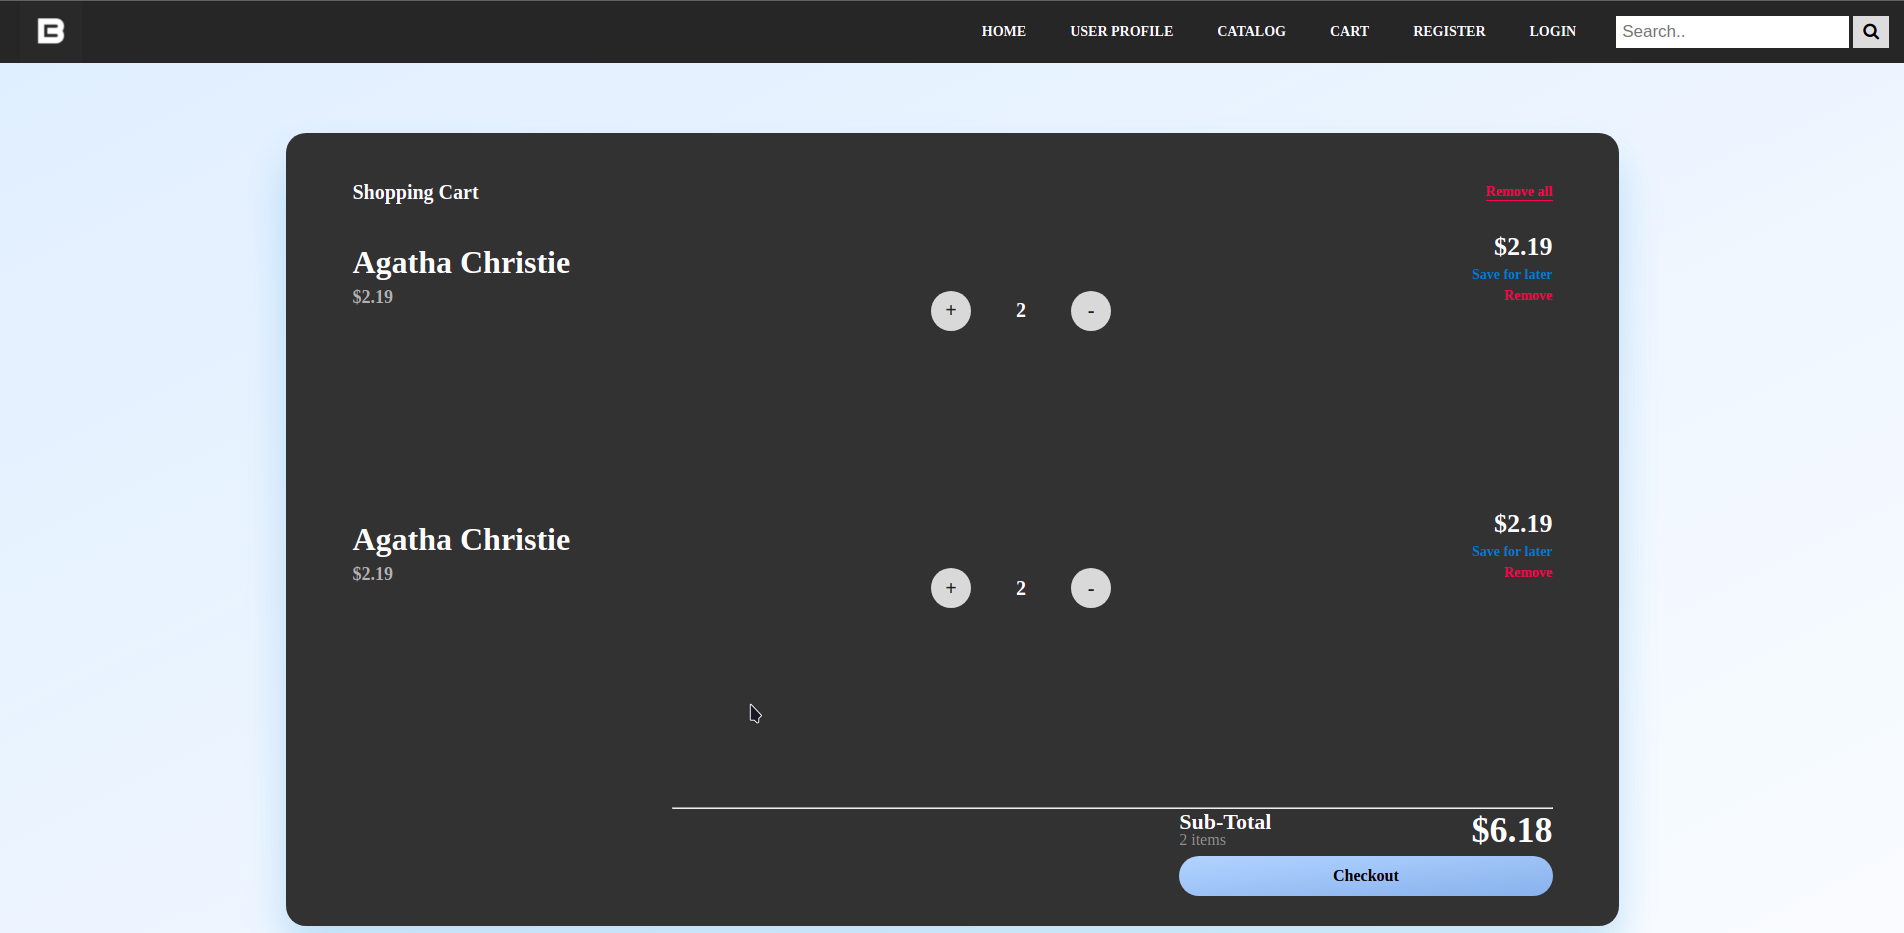 B HOME USER PROFILE CATALOG CART REGISTER LOGIN Search..
Shopping Cart Remove all
Agatha Christie $2.19
$2.19 Save for later
Remove
+ 2 -
Agatha Christie $2.19
$2.19 Save for later
Remove
+ 2 -
Sub-Total $6.18
2 items
Checkout